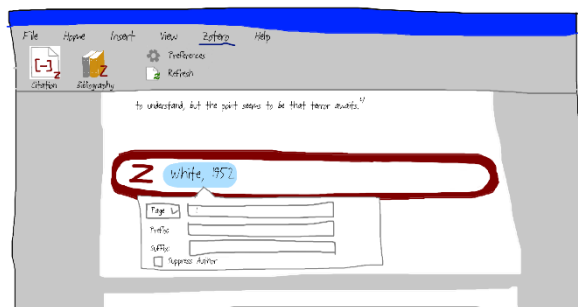 File Home Insert View Zotero Help
[-] Z
Z
Preferences
Refresh
Citation Bibliography
to understand, but the point seems to be that terror awaits.
Z White, 1952
Page
Prefix:
Suffix:
Suppress Author